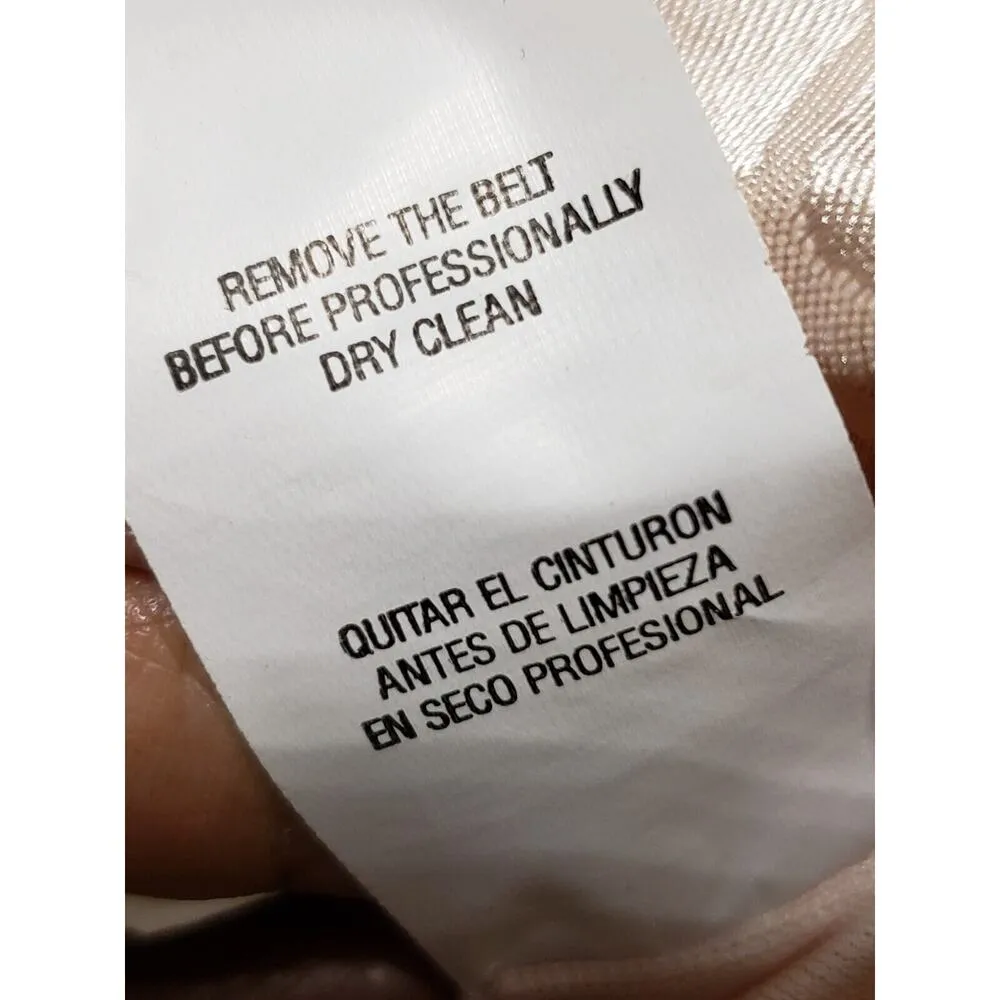 REMOVE THE BELT
BEFORE PROFESSIONALLY
DRY CLEAN
QUITAR EL CINTURON
ANTES DE LIMPIEZA
EN SECO PROFESIONAL